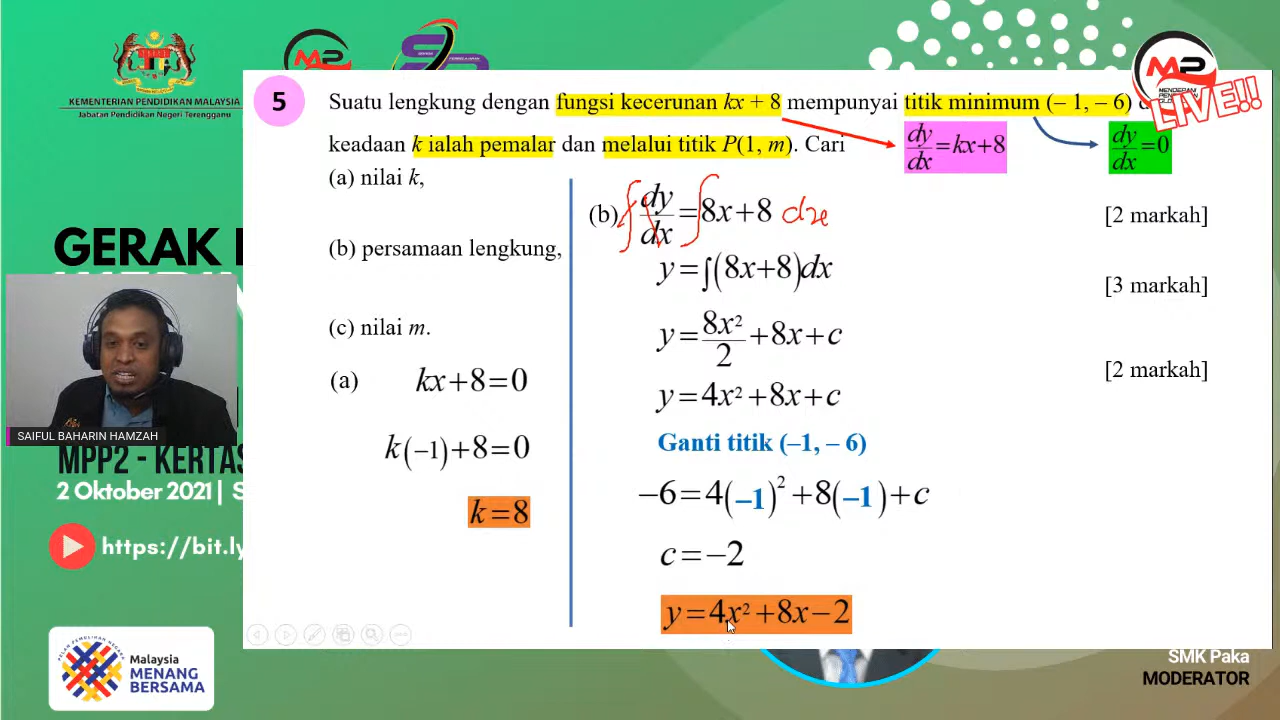 KEMENTERIAN PENDIDIKAN MALAYSIA
Jabatan Pendidikan Negeri Terengganu
MP
LIVE!!
5
Suatu lengkung dengan fungsi kecerunan kx + 8 mempunyai titik minimum (– 1, – 6)
keadaan k ialah pemalar dan melalui titik P(1, m). Cari
dy/dx = kx+8
dy/dx = 0
(a) nilai k,
[2 markah]
(b) persamaan lengkung,
[3 markah]
(c) nilai m.
[2 markah]
(a) kx+8=0
k(−1)+8=0
k=8
(b) ∫ dy/dx = ∫ 8x+8 dx
y=∫(8x+8)dx
y=8x²/2+8x+c
y=4x²+8x+c
Ganti titik (–1, – 6)
−6=4(–1)²+8(–1)+c
c=−2
y=4x²+8x−2
GERAK
SAIFUL BAHARIN HAMZAH
MPP2 - KERTAS
2 Oktober 2021| S
https://bit.ly
Malaysia
MENANG
BERSAMA
SMK Paka
MODERATOR